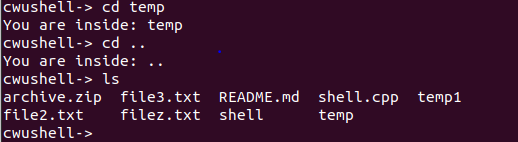 cwushell-> cd temp
You are inside: temp
cwushell-> cd ..
You are inside: ..
cwushell-> ls
archive.zip  file3.txt  README.md  shell.cpp  temp1
file2.txt    filez.txt  shell      temp
cwushell->